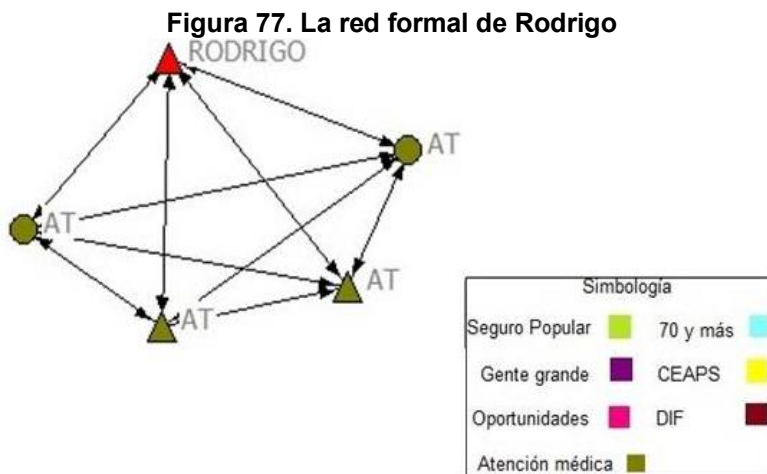 Figura 77. La red formal de Rodrigo
RODRIGO
AT
AT
AT
AT
Simbología
Seguro Popular 70 y más
Gente grande CEAPS
Oportunidades DIF
Atención médica